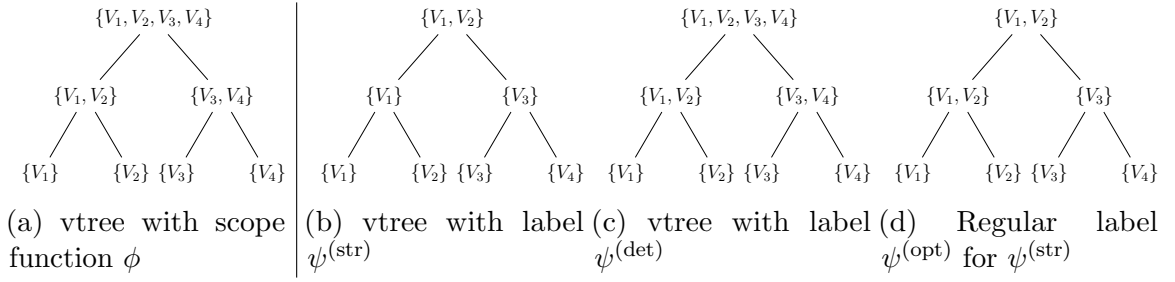 {V₁, V₂, V₃, V₄}
{V₁, V₂}
{V₃, V₄}
{V₁}
{V₂}
{V₃}
{V₄}
(a) vtree with scope
function ϕ
{V₁, V₂}
{V₁}
{V₃}
{V₁}
{V₂}
{V₃}
{V₄}
(b) vtree with label
ψ^(str)
{V₁, V₂, V₃, V₄}
{V₁, V₂}
{V₃, V₄}
{V₁}
{V₂}
{V₃}
{V₄}
(c) vtree with label
ψ^(det)
{V₁, V₂}
{V₁, V₂}
{V₃}
{V₁}
{V₂}
{V₃}
{V₄}
(d) Regular label
ψ^(opt) for ψ^(str)